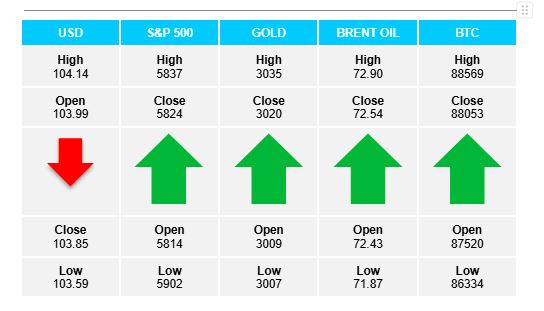 USD S&P 500 GOLD BRENT OIL BTC
High High High High High
104.14 5837 3035 72.90 88569
Open Close Close Close Close
103.99 5824 3020 72.54 88053
Close Open Open Open Open
103.85 5814 3009 72.43 87520
Low Low Low Low Low
103.59 5902 3007 71.87 86334